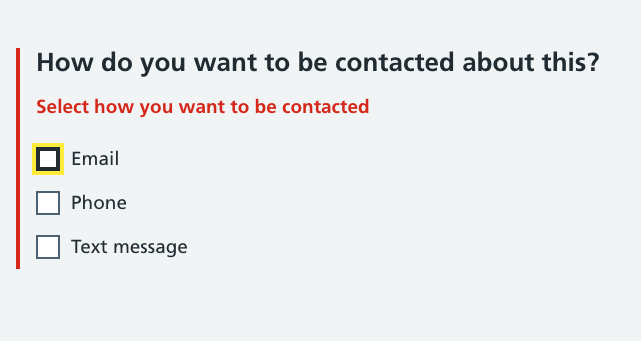 How do you want to be contacted about this?
Select how you want to be contacted
Email
Phone
Text message